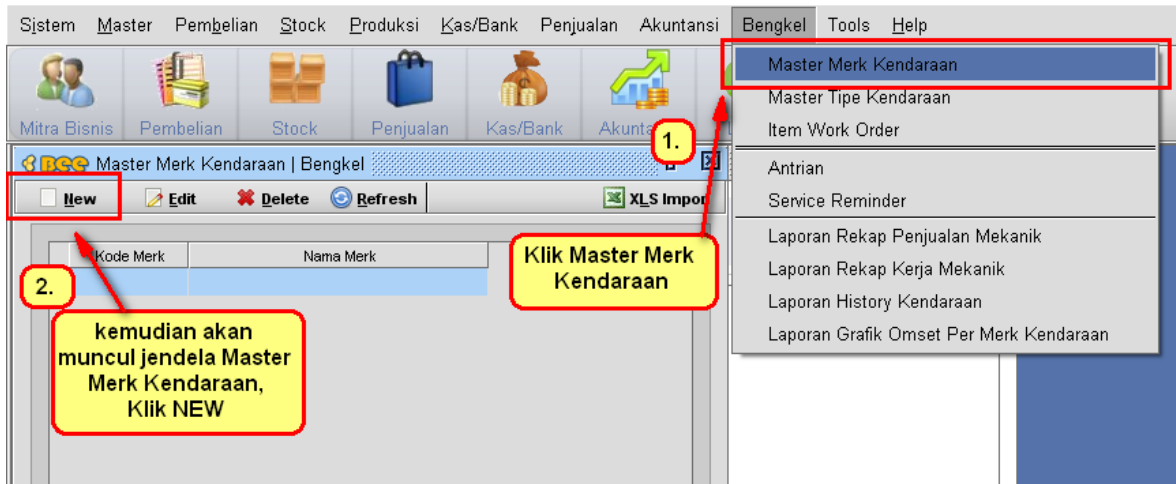 Sistem Master Pembelian Stock Produksi Kas/Bank Penjualan Akuntansi Bengkel Tools Help
Mitra Bisnis Pembelian Stock Penjualan Kas/Bank
Master Merk Kendaraan
Master Tipe Kendaraan
Item Work Order
Antrian
Service Reminder
Laporan Rekap Penjualan Mekanik
Laporan Rekap Kerja Mekanik
Laporan History Kendaraan
Laporan Grafik Omset Per Merk Kendaraan
1.
Bee Master Merk Kendaraan | Bengkel
New Edit Delete Refresh XLS Import
Kode Merk Nama Merk
Klik Master Merk
Kendaraan
2.
kemudian akan
muncul jendela Master
Merk Kendaraan,
Klik NEW